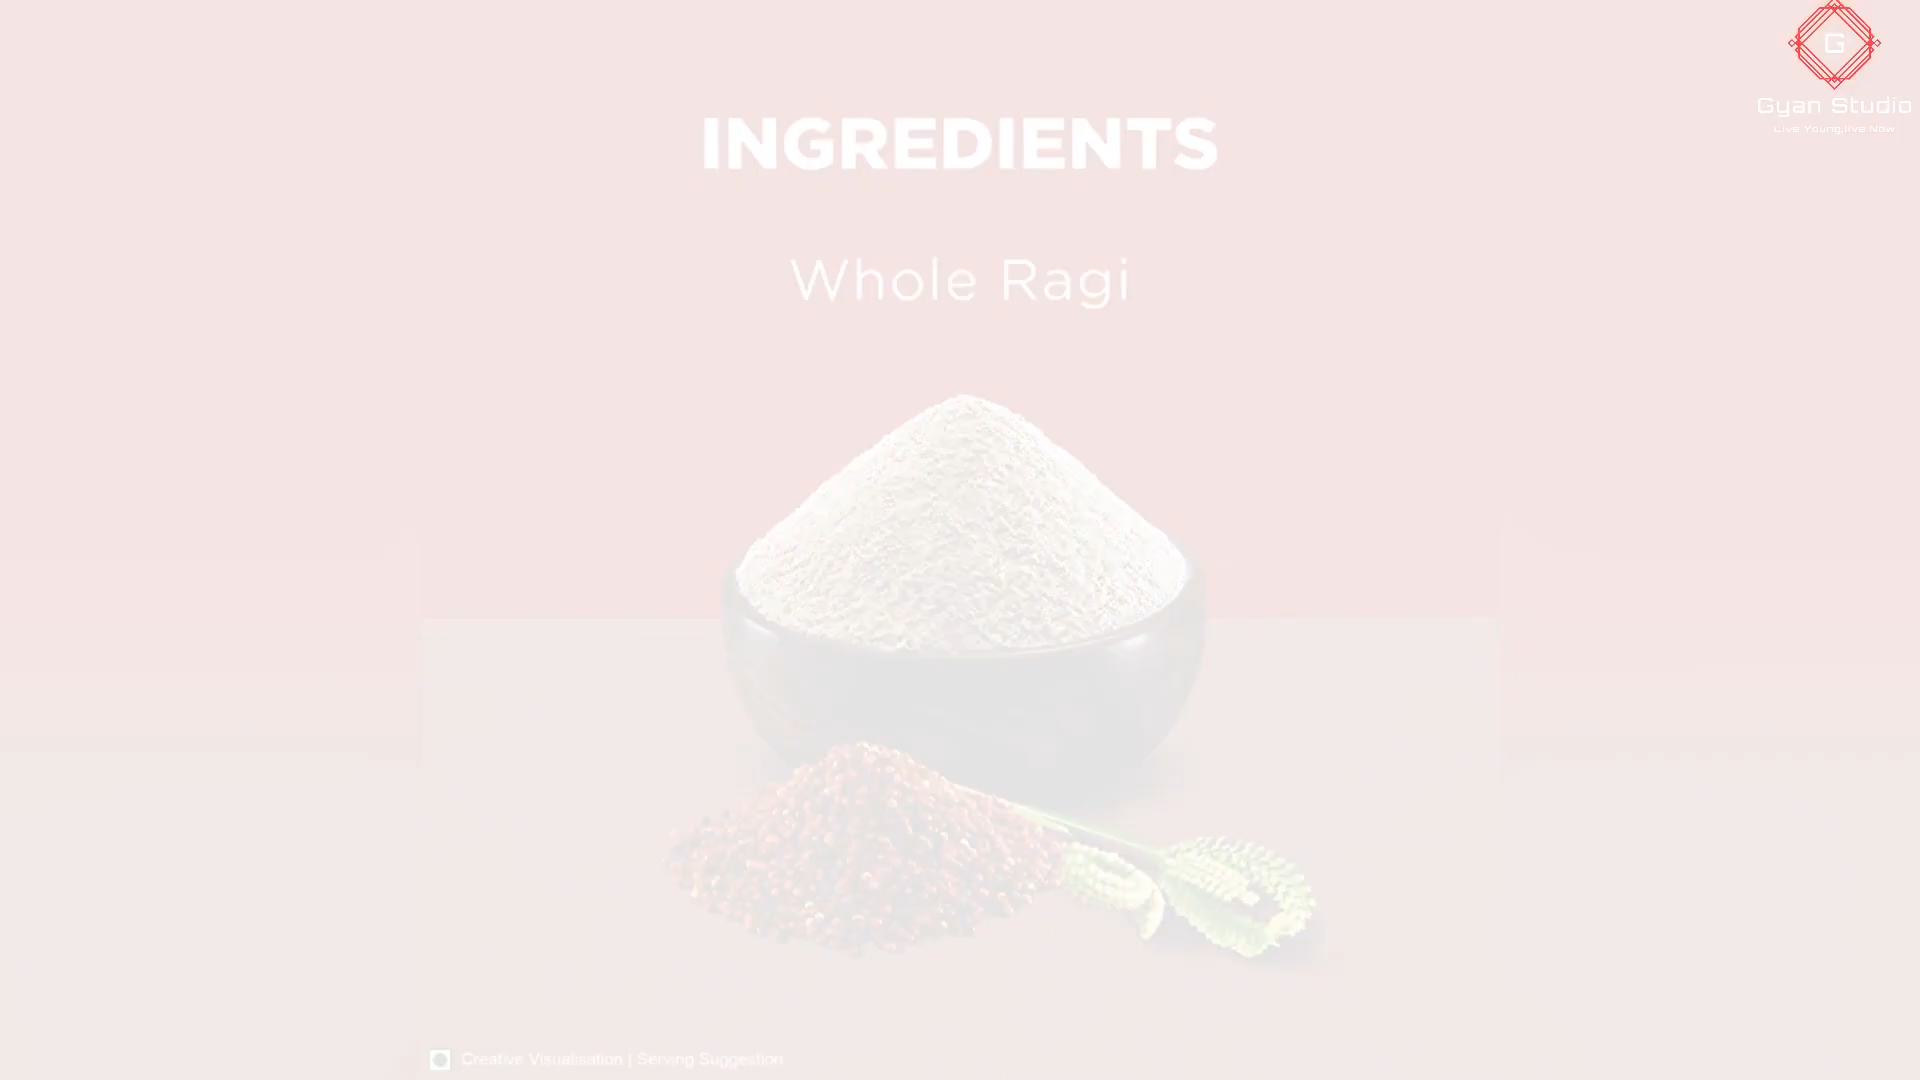 G
Gyan Studio
Live Young,live Now
INGREDIENTS
Whole Ragi
Creative Visualisation | Serving Suggestion